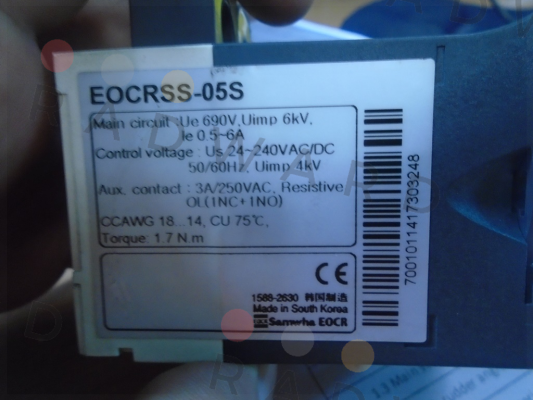 EOCRSS-05S
Main circuit :Ue 690V,Uimp 6kV,
Ie 0.5~6A
Control voltage : Us 24~240VAC/DC
50/60Hz, Uimp 4kV
Aux. contact : 3A/250VAC, Resistive
OL(1NC+1NO)
CCAWG 18...14, CU 75℃,
Torque: 1.7 N.m
CE
1588-2630 韩国制造
Made in South Korea
Samwha EOCR
7001011417303248